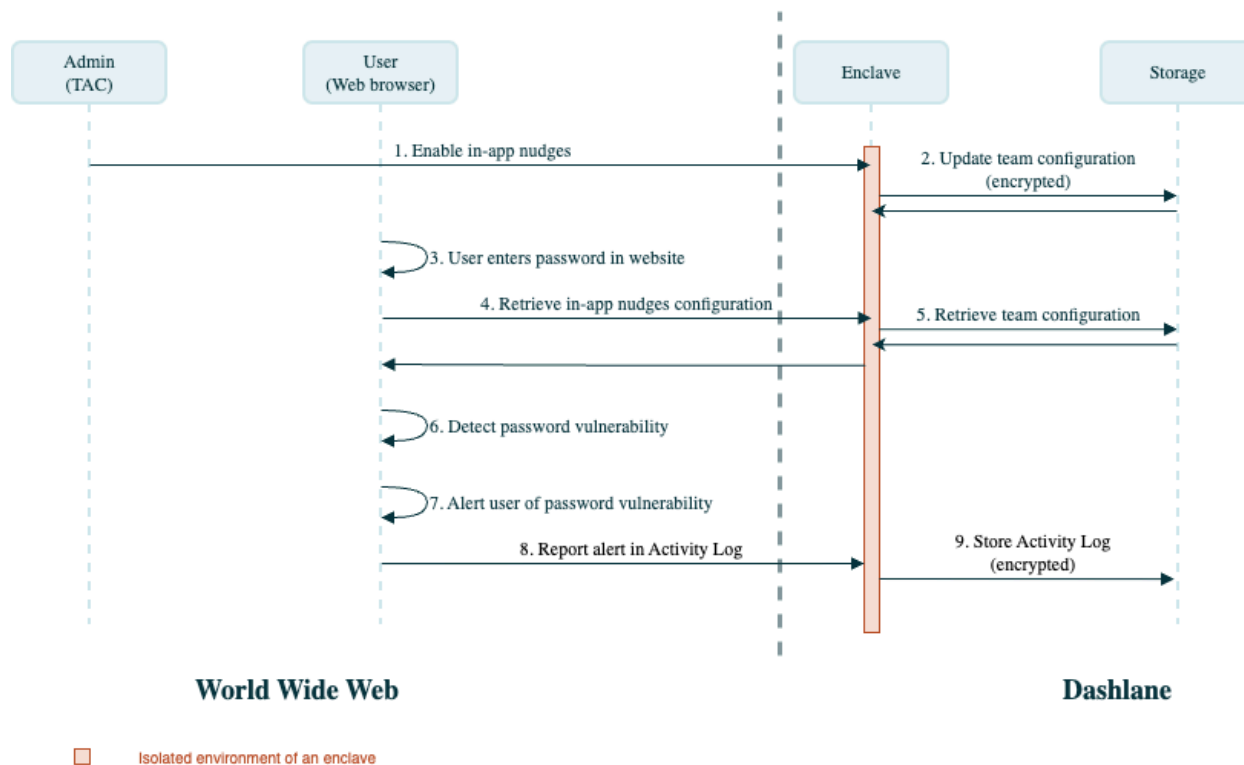 Admin
(TAC)
User
(Web browser)
Enclave
Storage
1. Enable in-app nudges
2. Update team configuration
(encrypted)
3. User enters password in website
4. Retrieve in-app nudges configuration
5. Retrieve team configuration
6. Detect password vulnerability
7. Alert user of password vulnerability
8. Report alert in Activity Log
9. Store Activity Log
(encrypted)
World Wide Web
Dashlane
Isolated environment of an enclave